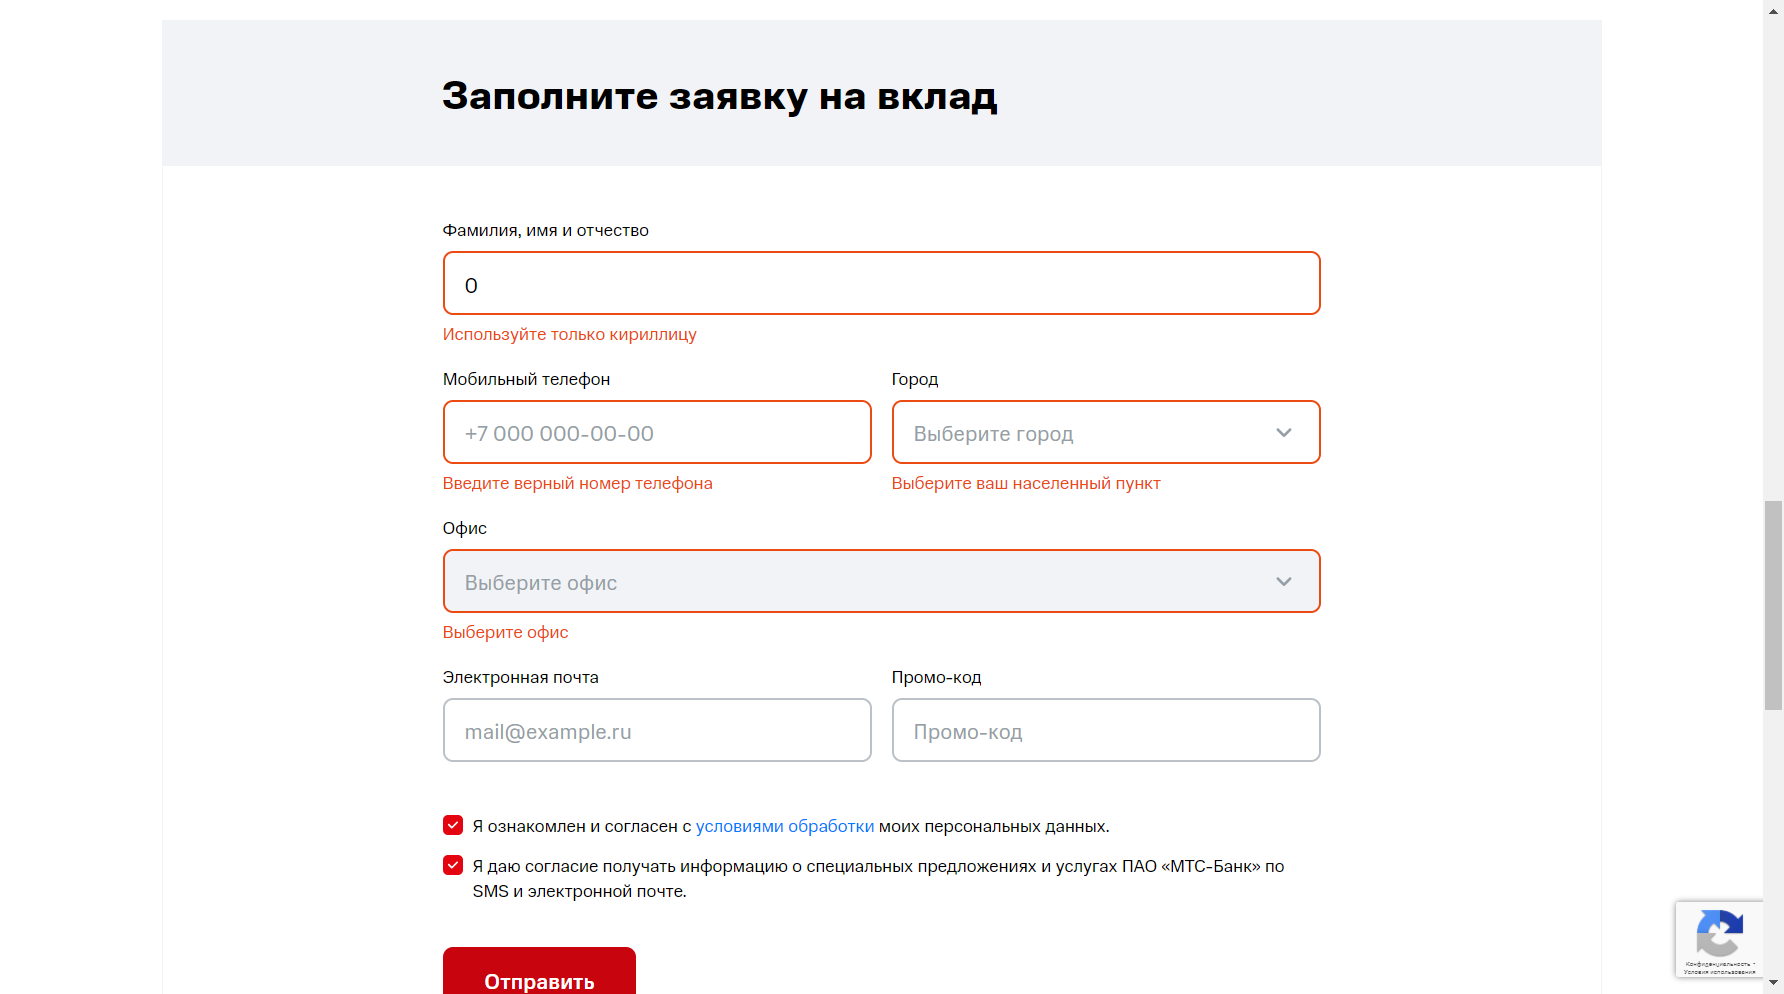 Заполните заявку на вклад
Фамилия, имя и отчество
0
Используйте только кириллицу
Мобильный телефон
Город
+7 000 000-00-00
Выберите город
Введите верный номер телефона
Выберите ваш населенный пункт
Офис
Выберите офис
Выберите офис
Электронная почта
Промо-код
mail@example.ru
Промо-код
Я ознакомлен и согласен с условиями обработки моих персональных данных.
Я даю согласие получать информацию о специальных предложениях и услугах ПАО «МТС-Банк» по
SMS и электронной почте.
Отправить
Конфиденциальность -
Условия использования